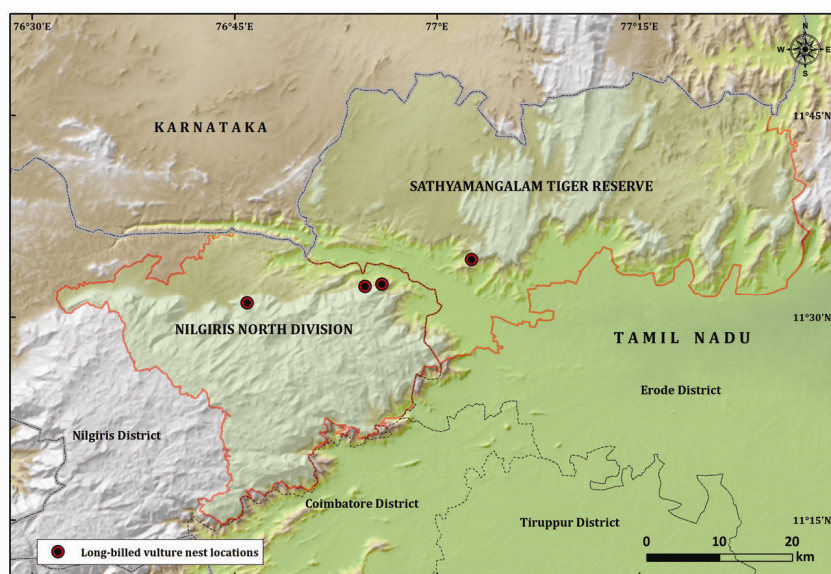 76°30'E 76°45'E 77°E 77°15'E
N
W E
S
11°45'N
KARNATAKA
SATHYAMANGALAM TIGER RESERVE
11°30'N
NILGIRIS NORTH DIVISION
TAMIL NADU
Erode District
Nilgiris District
Coimbatore District
Tiruppur District
11°15'N
Long-billed vulture nest locations
0 10 20
km